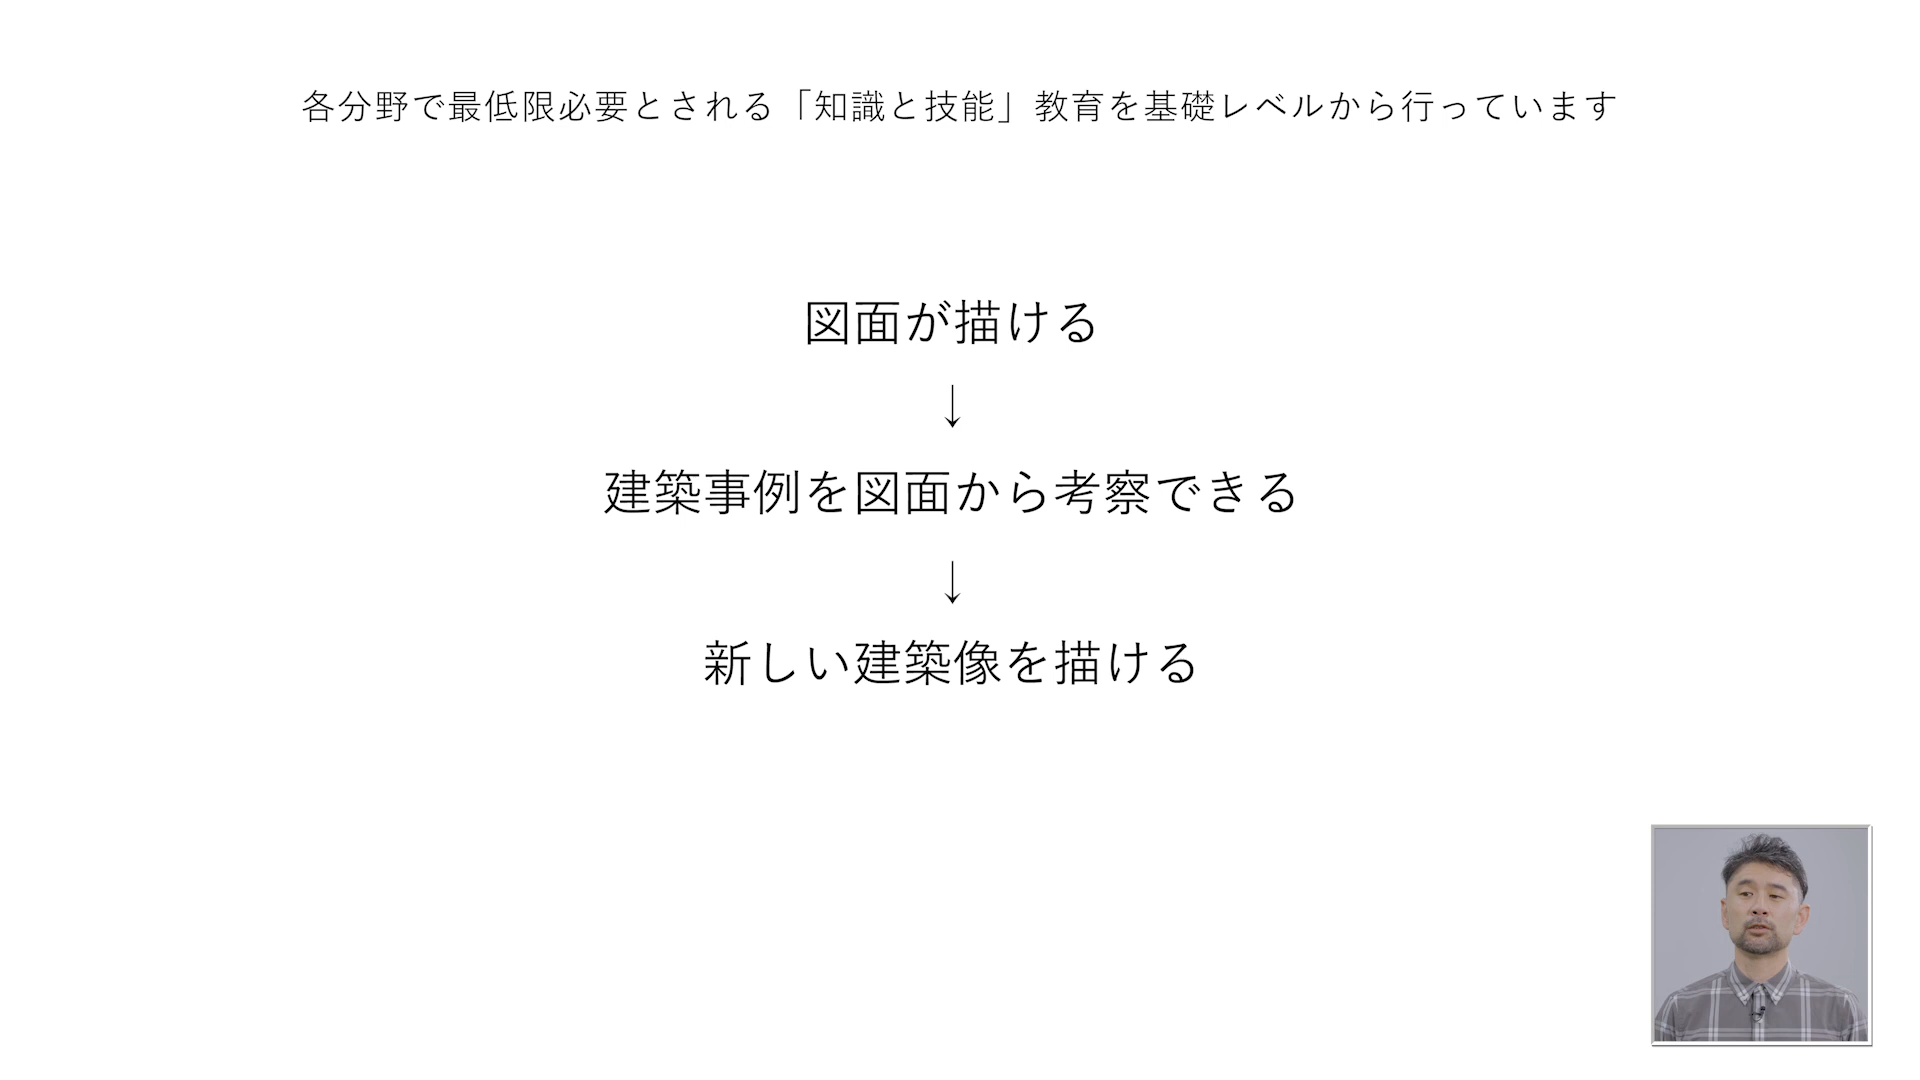 各分野で最低限必要とされる「知識と技能」教育を基礎レベルから行っています
図面が描ける
↓
建築事例を図面から考察できる
↓
新しい建築像を描ける